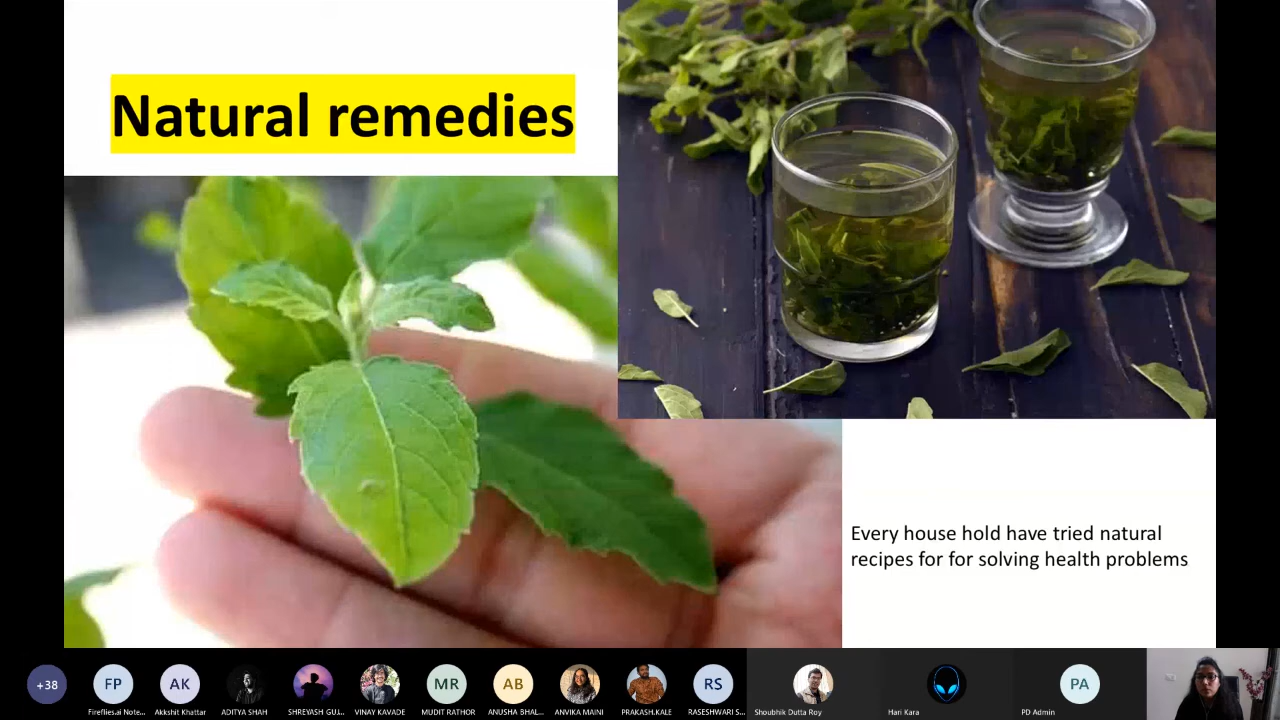 Natural remedies
Every house hold have tried natural
recipes for for solving health problems
+38
FP
AK
MR
AB
RS
PA
Fireflies.ai Note...
Akkshit Khattar
ADITYA SHAH
SHREYASH GUJ...
VINAY KAVADE
MUDIT RATHOR
ANUSHA BHAL...
ANVIKA MAINI
PRAKASH.KALE
RASESHWARI S...
Shoubhik Dutta Roy
Hari Kara
PD Admin